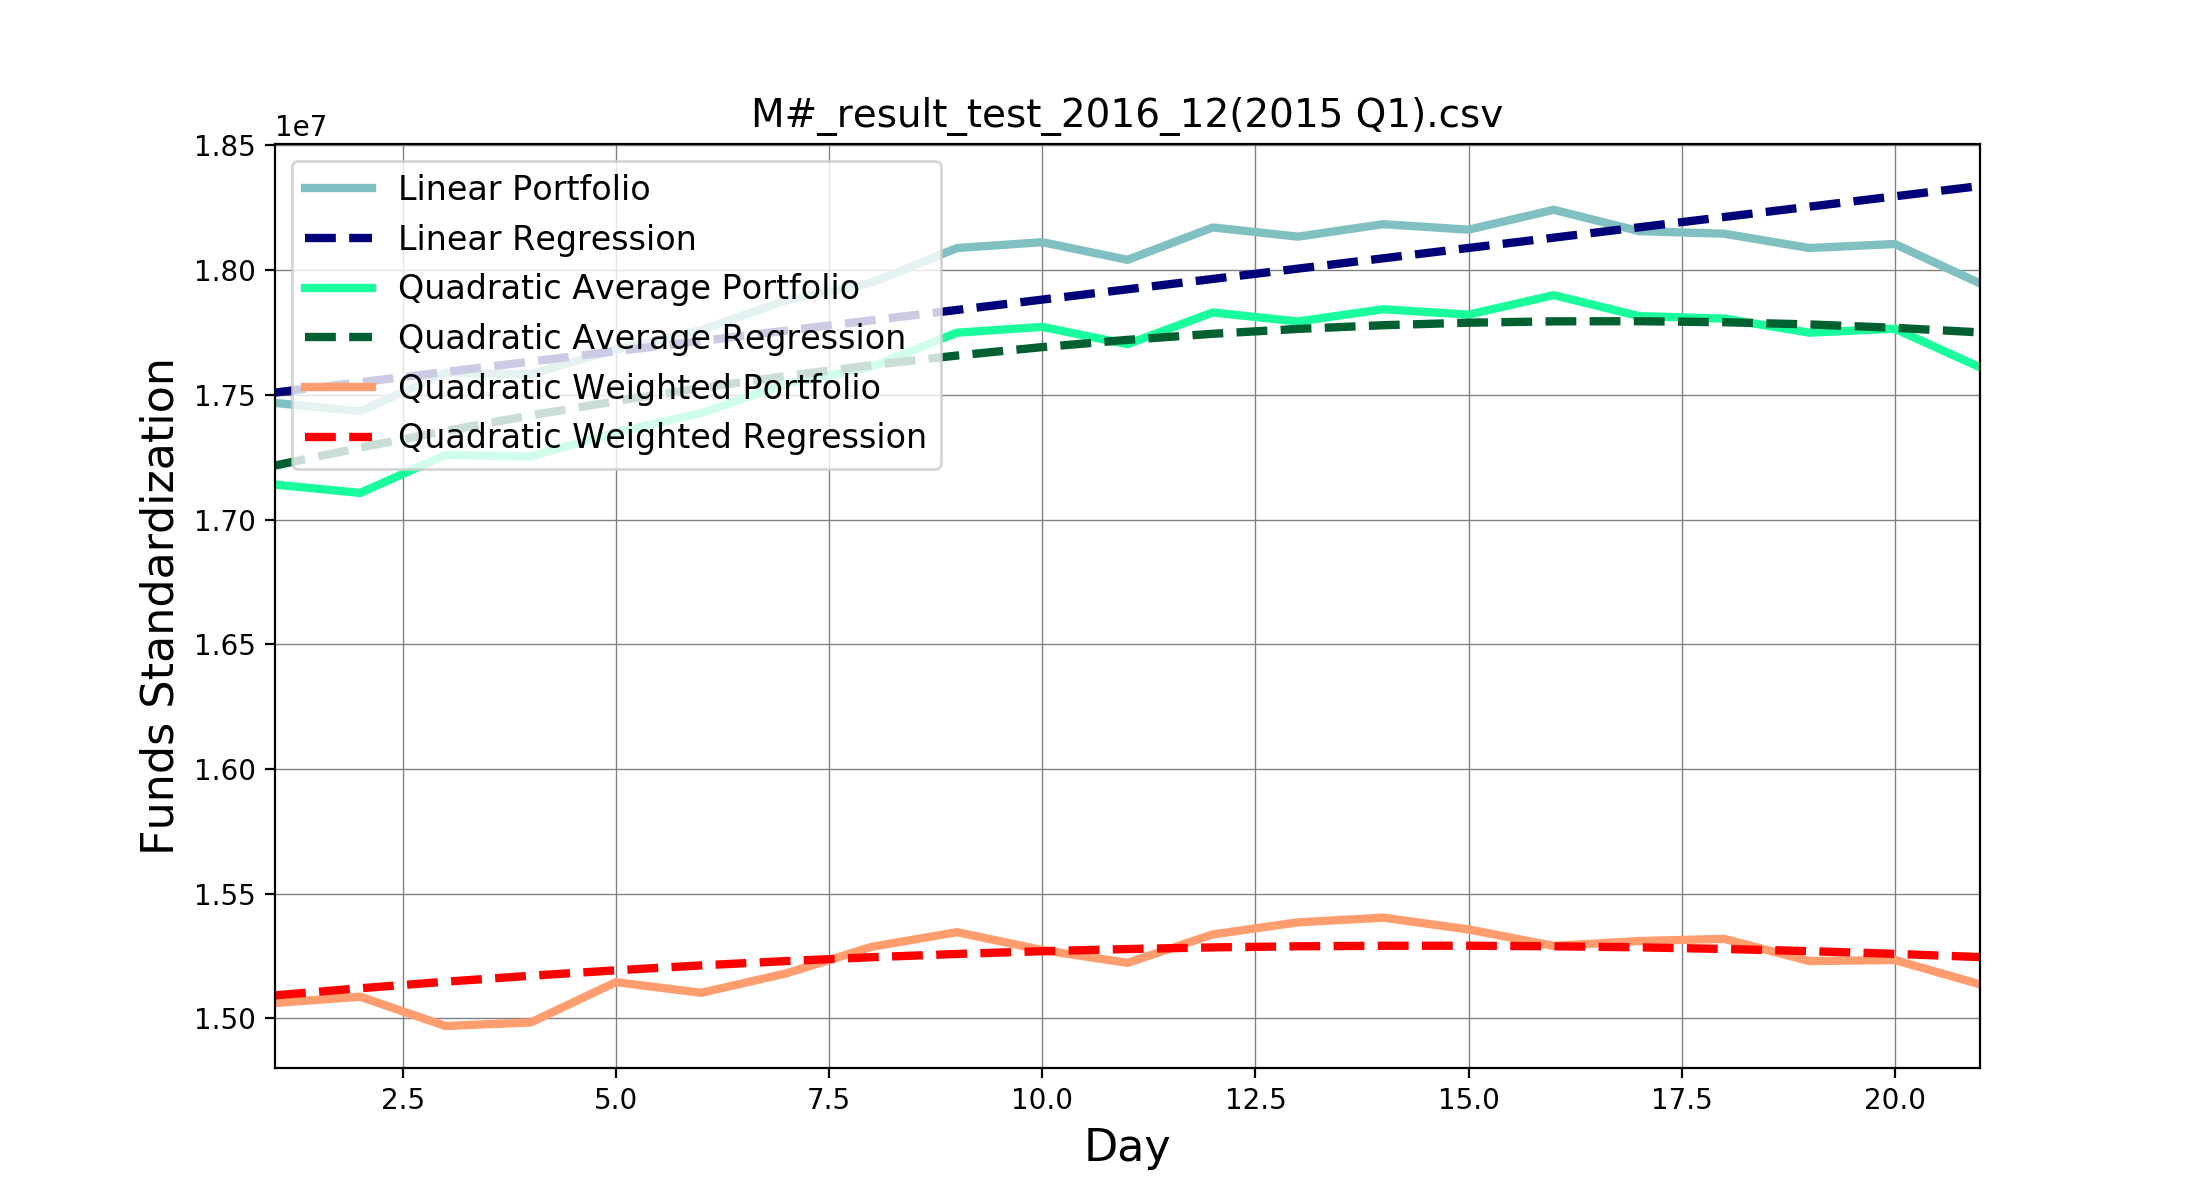 M#_result_test_2016_12(2015 Q1).csv
1e7
1.85
1.80
1.75
1.70
1.65
1.60
1.55
1.50
Funds Standardization
Linear Portfolio
Linear Regression
Quadratic Average Portfolio
Quadratic Average Regression
Quadratic Weighted Portfolio
Quadratic Weighted Regression
2.5 5.0 7.5 10.0 12.5 15.0 17.5 20.0
Day